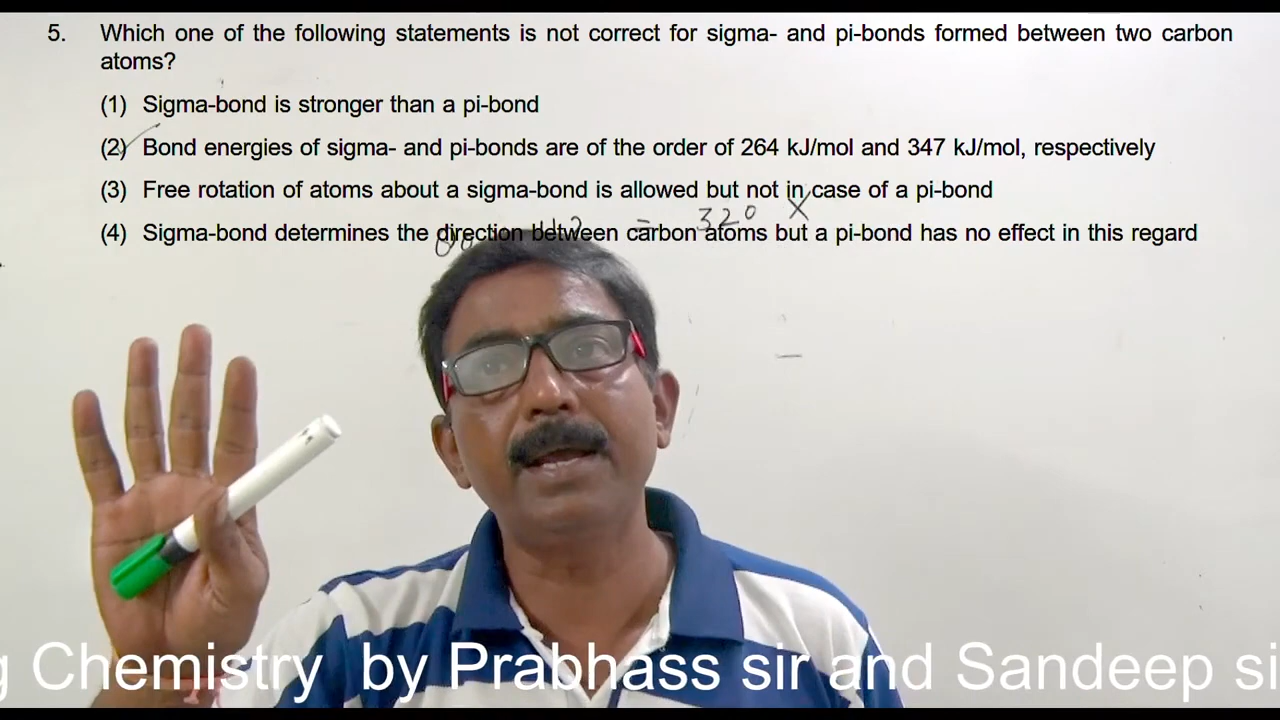 5. Which one of the following statements is not correct for sigma- and pi-bonds formed between two carbon
atoms?
(1) Sigma-bond is stronger than a pi-bond
(2) Bond energies of sigma- and pi-bonds are of the order of 264 kJ/mol and 347 kJ/mol, respectively
(3) Free rotation of atoms about a sigma-bond is allowed but not in case of a pi-bond
= 320 X
(4) Sigma-bond determines the direction between carbon atoms but a pi-bond has no effect in this regard
g Chemistry by Prabhass sir and Sandeep si